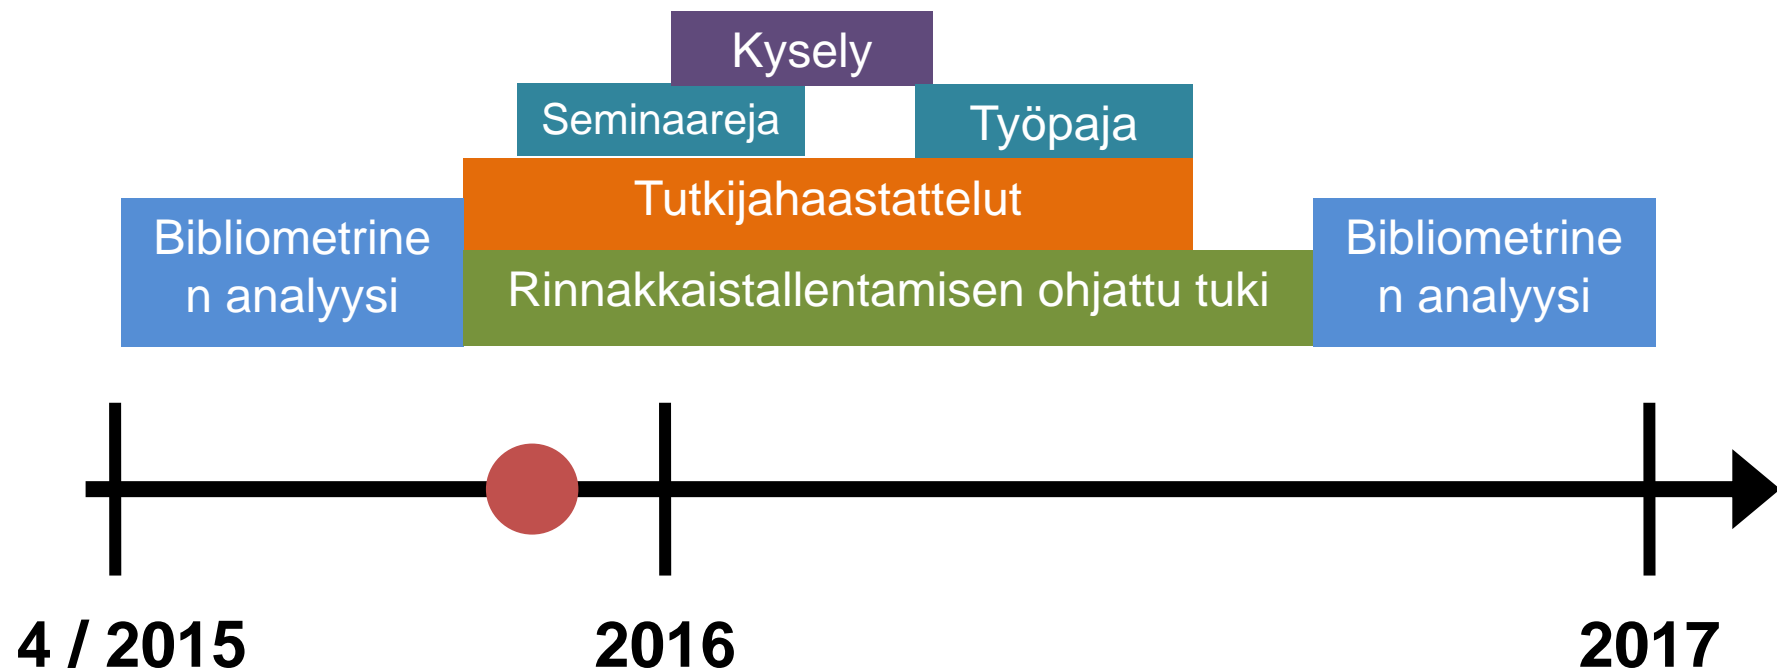 Kysely
Seminaareja
Työpaja
Tutkijahaastattelut
Bibliometrine
n analyysi
Rinnakkaistallentamisen ohjattu tuki
Bibliometrine
n analyysi
4 / 2015
2016
2017